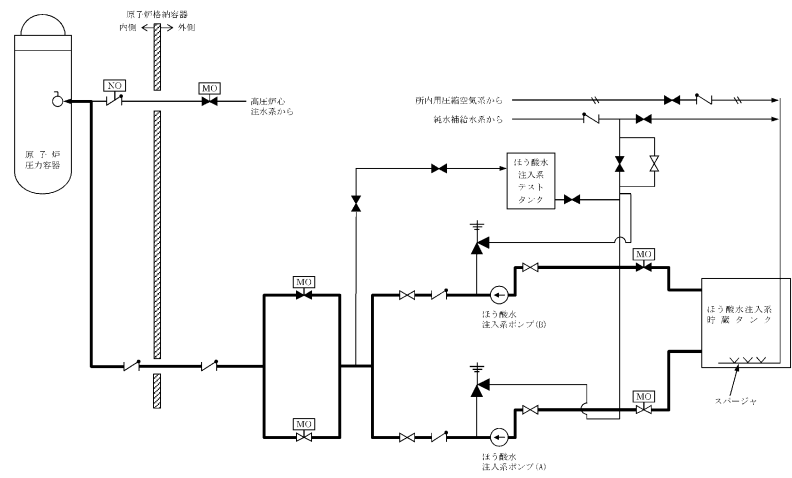 原子炉格納容器
内側
外側
NO
MO
高圧炉心
注水系から
原子炉
圧力容器
所内用圧縮空気系から
純水補給水系から
ほう酸水
注入系
テスト
タンク
MO
MO
ほう酸水
注入系ポンプ(B)
ほう酸水注入系
貯蔵タンク
スパージャ
MO
MO
ほう酸水
注入系ポンプ(A)